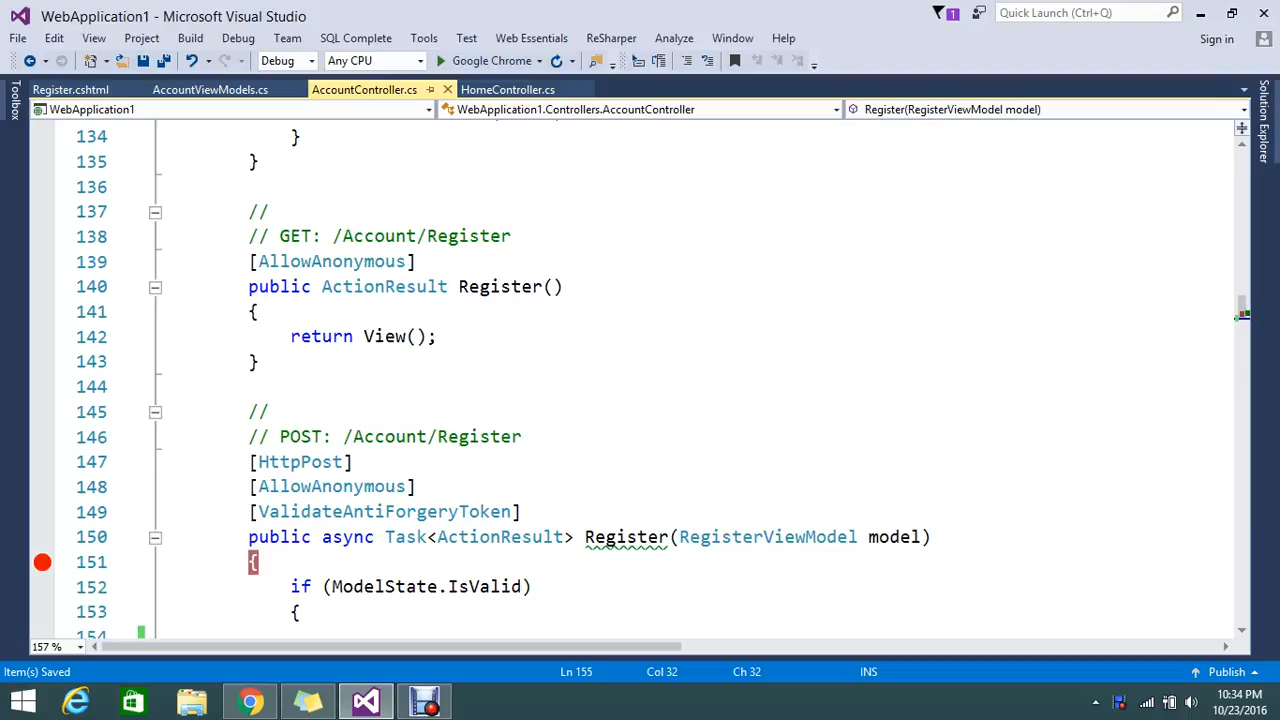 WebApplication1 - Microsoft Visual Studio
1
Quick Launch (Ctrl+Q)
File Edit View Project Build Debug Team SQL Complete Tools Test Web Essentials ReSharper Analyze Window Help
Sign in
Debug Any CPU Google Chrome
Register.cshtml AccountViewModels.cs AccountController.cs HomeController.cs
WebApplication1 WebApplication1.Controllers.AccountController Register(RegisterViewModel model)
Toolbox
Solution Explorer
134 }
135 }
136
137 //
138 // GET: /Account/Register
139 [AllowAnonymous]
140 public ActionResult Register()
141 {
142 return View();
143 }
144
145 //
146 // POST: /Account/Register
147 [HttpPost]
148 [AllowAnonymous]
149 [ValidateAntiForgeryToken]
150 public async Task<ActionResult> Register(RegisterViewModel model)
151 {
152 if (ModelState.IsValid)
153 {
154
157 %
Item(s) Saved Ln 155 Col 32 Ch 32 INS Publish
10:34 PM
10/23/2016